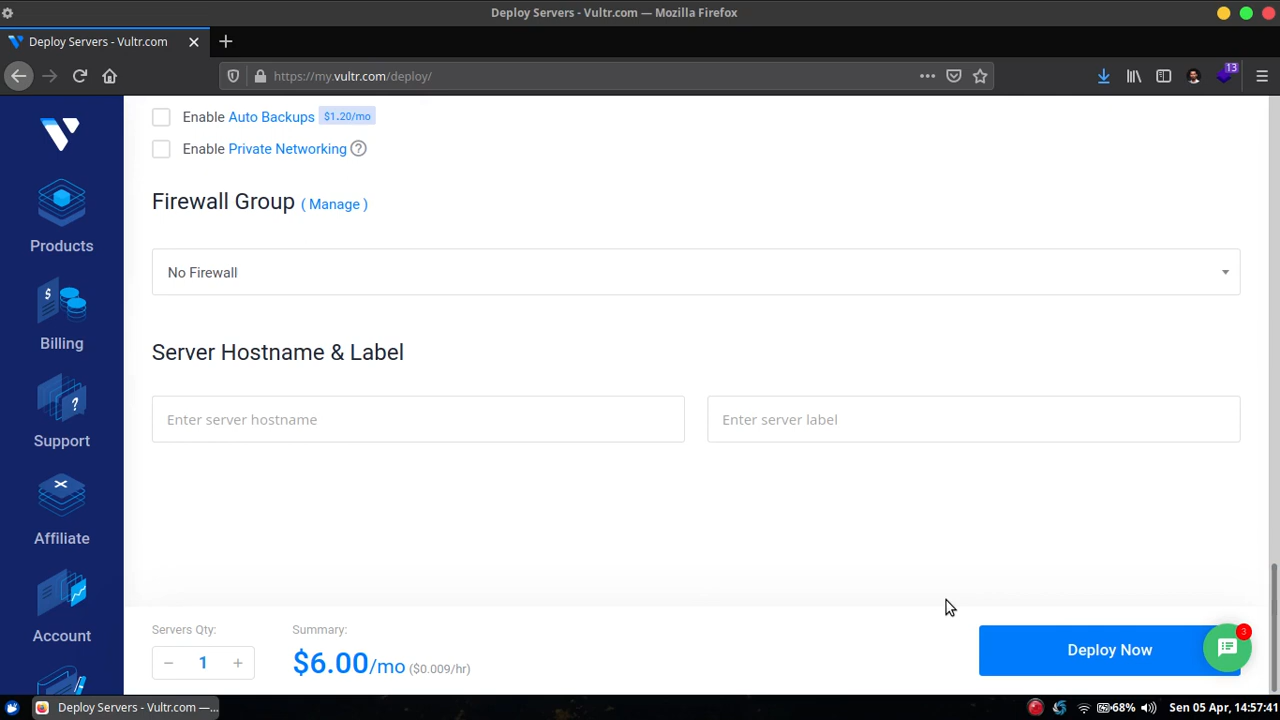 Deploy Servers - Vultr.com — Mozilla Firefox
Deploy Servers - Vultr.com
https://my.vultr.com/deploy/
13
Enable Auto Backups $1.20/mo
Enable Private Networking ?
Firewall Group ( Manage )
No Firewall
Server Hostname & Label
Enter server hostname
Enter server label
Products
Billing
Support
Affiliate
Account
Servers Qty:
Summary:
− 1 +
$6.00/mo ($0.009/hr)
Deploy Now
3
Deploy Servers - Vultr.com —...
68%
Sen 05 Apr, 14:57:41